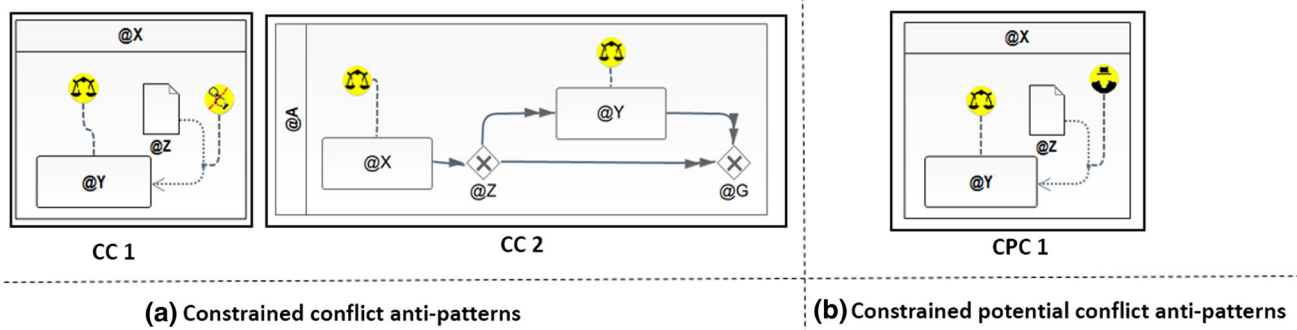 @X
@Z
@Y
CC 1
@A
@X
@Z
@Y
@G
CC 2
@X
@Z
@Y
CPC 1
(a) Constrained conflict anti-patterns
(b) Constrained potential conflict anti-patterns